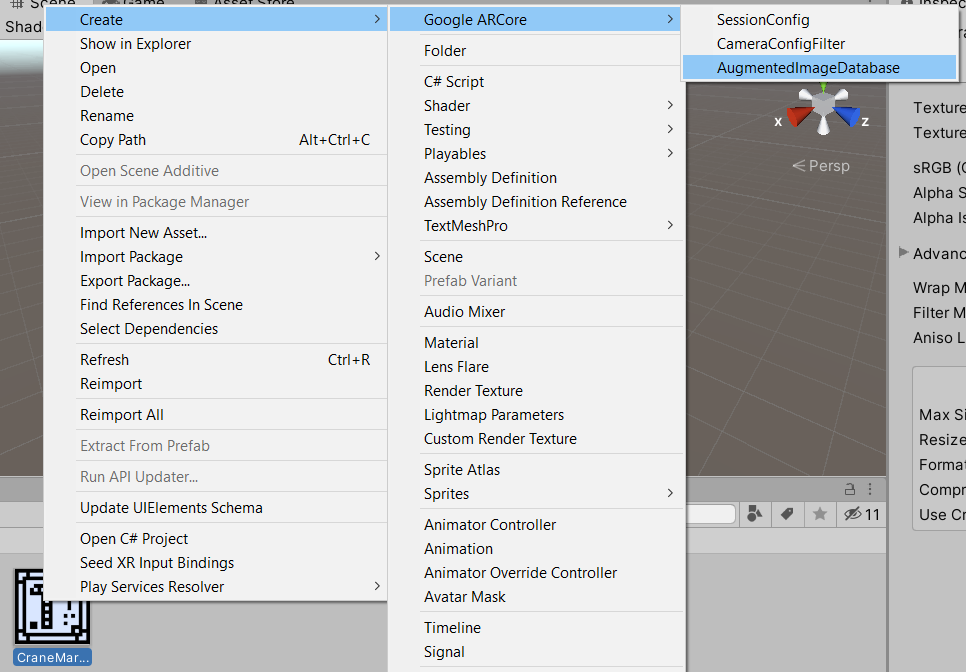 Scene
Game
Asset Store
Inspec
Shad
Create
Show in Explorer
Open
Delete
Rename
Copy Path Alt+Ctrl+C
Open Scene Additive
View in Package Manager
Import New Asset...
Import Package
Export Package...
Find References In Scene
Select Dependencies
Refresh Ctrl+R
Reimport
Reimport All
Extract From Prefab
Run API Updater...
Update UIElements Schema
Open C# Project
Seed XR Input Bindings
Play Services Resolver
Google ARCore
Folder
C# Script
Shader
Testing
Playables
Assembly Definition
Assembly Definition Reference
TextMeshPro
Scene
Prefab Variant
Audio Mixer
Material
Lens Flare
Render Texture
Lightmap Parameters
Custom Render Texture
Sprite Atlas
Sprites
Animator Controller
Animation
Animator Override Controller
Avatar Mask
Timeline
Signal
SessionConfig
CameraConfigFilter
AugmentedImageDatabase
x z
Persp
Texture
Texture
sRGB (C
Alpha S
Alpha Is
Advanc
Wrap M
Filter M
Aniso L
Max Si
Resize
Format
Compr
Use Cr
11
CraneMar...